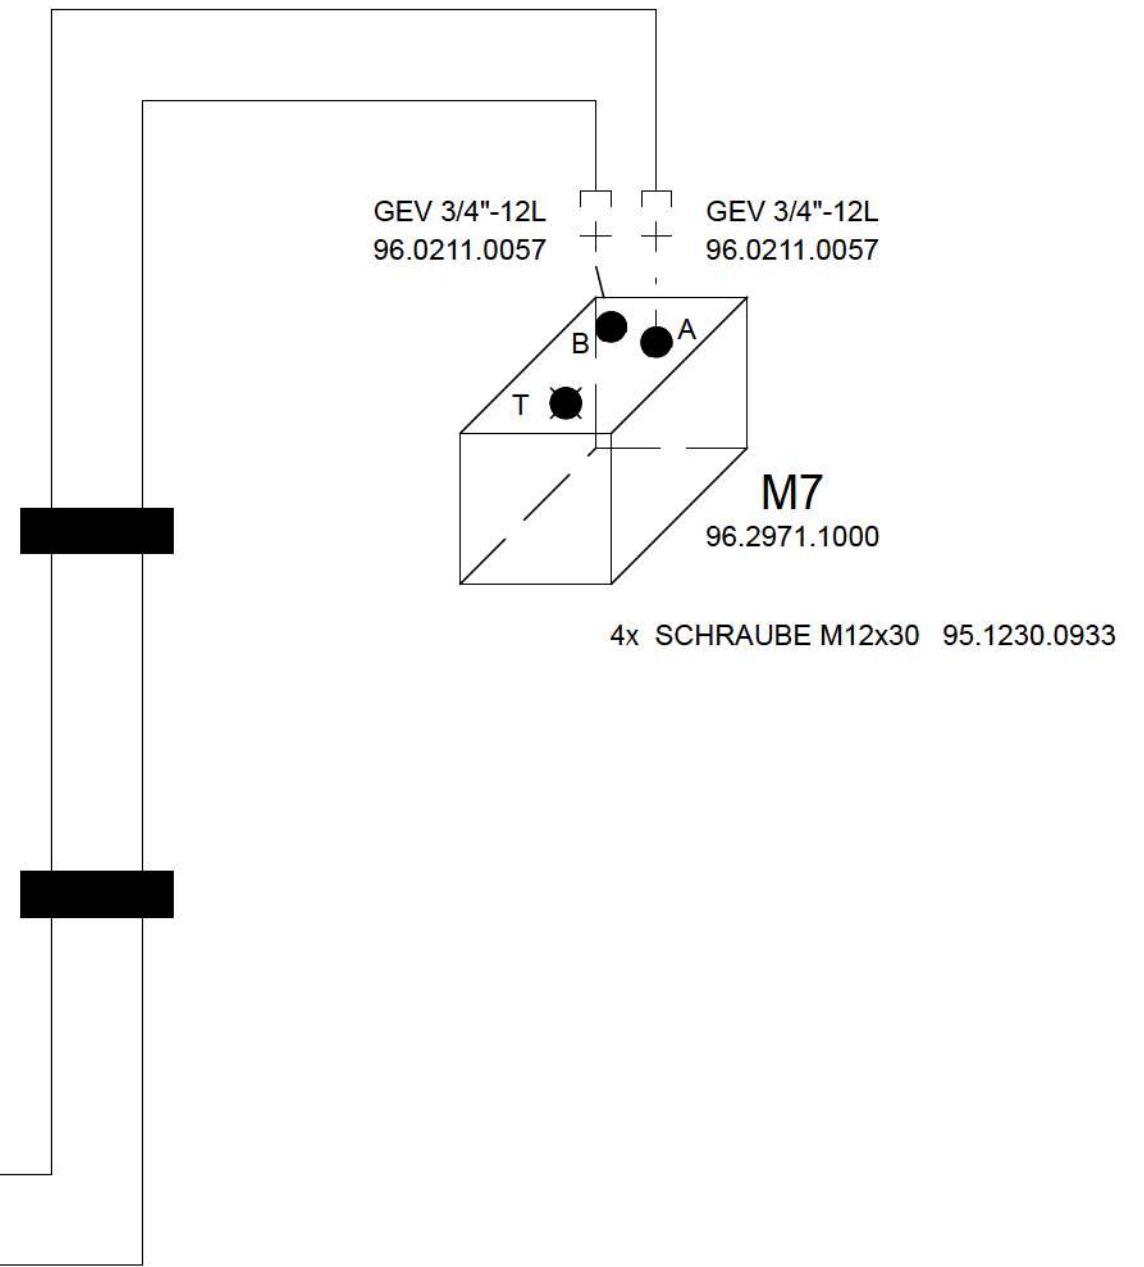 GEV 3/4"-12L
96.0211.0057
GEV 3/4"-12L
96.0211.0057
B
A
T
M7
96.2971.1000
4x SCHRAUBE M12x30 95.1230.0933